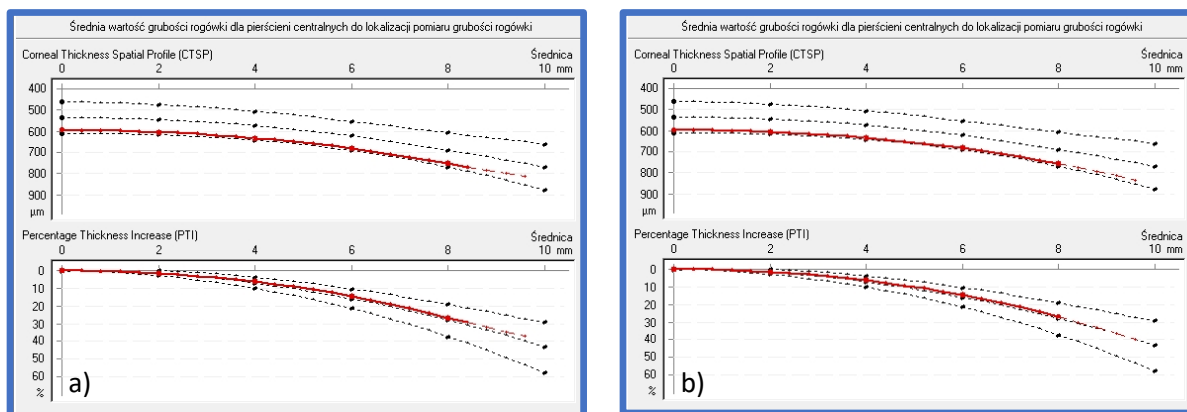 Średnia wartość grubości rogówki dla pierścieni centralnych do lokalizacji pomiaru grubości rogówki
Corneal Thickness Spatial Profile (CTSP) Średnica
0 2 4 6 8 10 mm
400
500
600
700
800
900
µm
Percentage Thickness Increase (PTI) Średnica
0 2 4 6 8 10 mm
0
10
20
30
40
50
60
%
a)
Średnia wartość grubości rogówki dla pierścieni centralnych do lokalizacji pomiaru grubości rogówki
Corneal Thickness Spatial Profile (CTSP) Średnica
0 2 4 6 8 10 mm
400
500
600
700
800
900
µm
Percentage Thickness Increase (PTI) Średnica
0 2 4 6 8 10 mm
0
10
20
30
40
50
60
%
b)